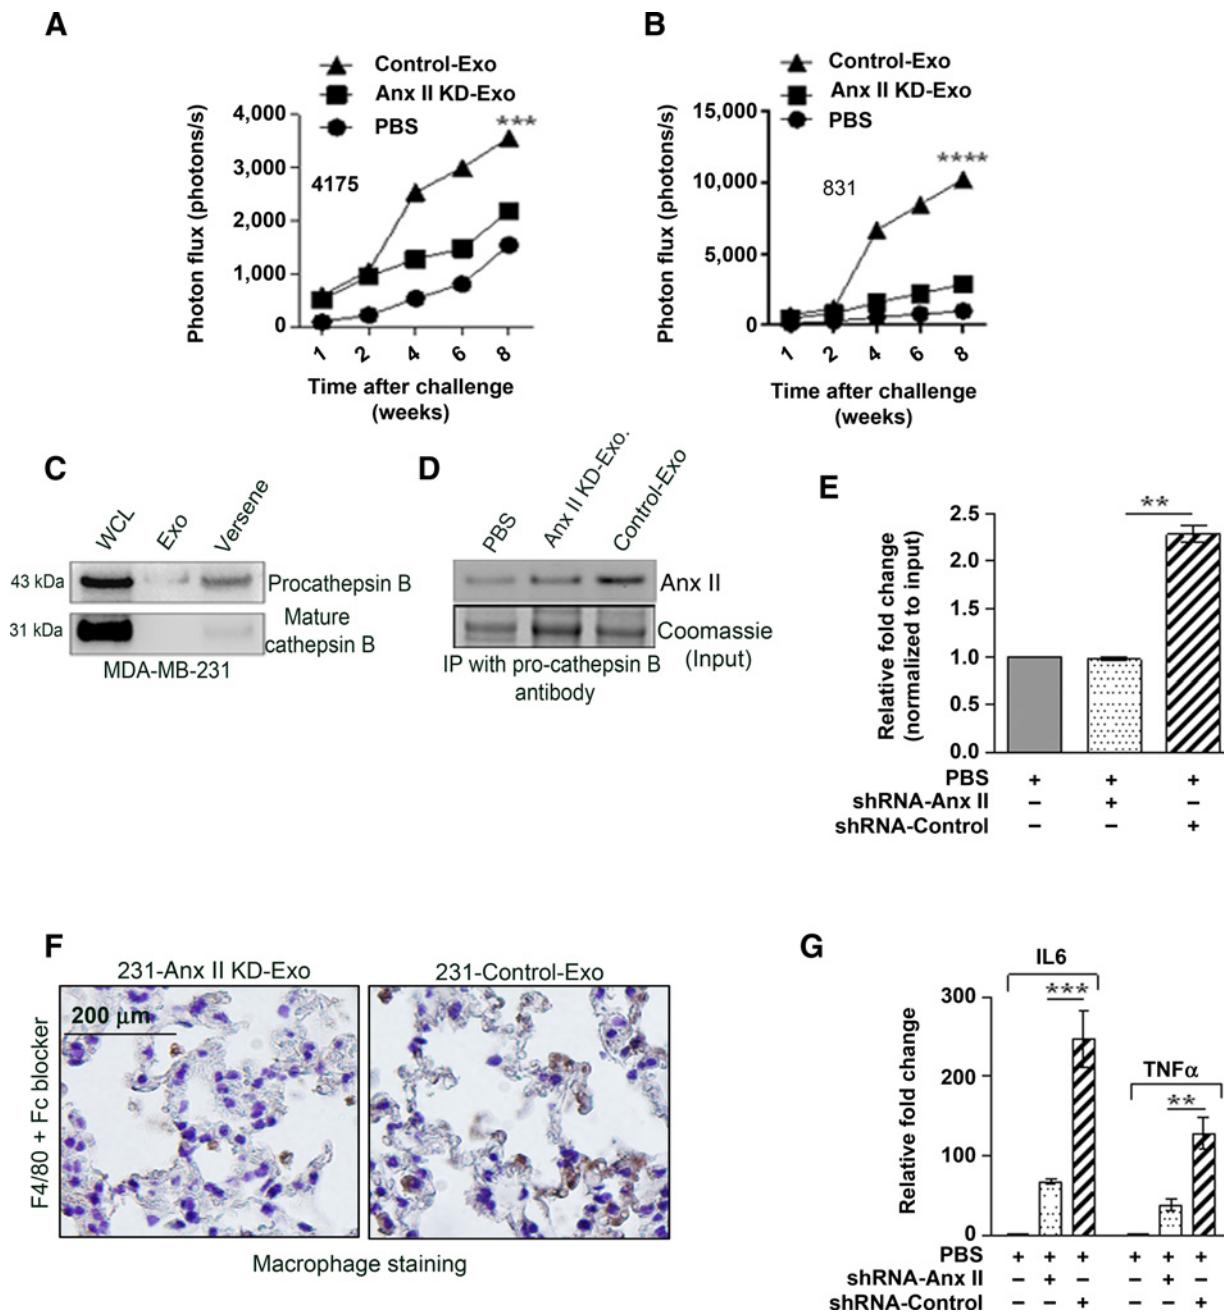 A
Control-Exo
Anx II KD-Exo
PBS
4,000
3,000
2,000
1,000
0
***
4175
Photon flux (photons/s)
1 2 4 6 8
Time after challenge
(weeks)
B
Control-Exo
Anx II KD-Exo
PBS
15,000
10,000
5,000
0
****
831
Photon flux (photons/s)
1 2 4 6 8
Time after challenge
(weeks)
C
WCL Exo Versene
43 kDa Procathepsin B
31 kDa Mature
cathepsin B
MDA-MB-231
D
PBS Anx II KD-Exo. Control-Exo
Anx II
Coomassie
(Input)
IP with pro-cathepsin B
antibody
E
Relative fold change
(normalized to input)
2.5
2.0
1.5
1.0
0.5
0.0
**
PBS + + +
shRNA-Anx II – + –
shRNA-Control – – +
F
231-Anx II KD-Exo 231-Control-Exo
F4/80 + Fc blocker
200 μm
Macrophage staining
G
IL6
***
TNFα
**
Relative fold change
300
200
100
0
PBS + + + + + +
shRNA-Anx II – + – – + –
shRNA-Control – – + – – +